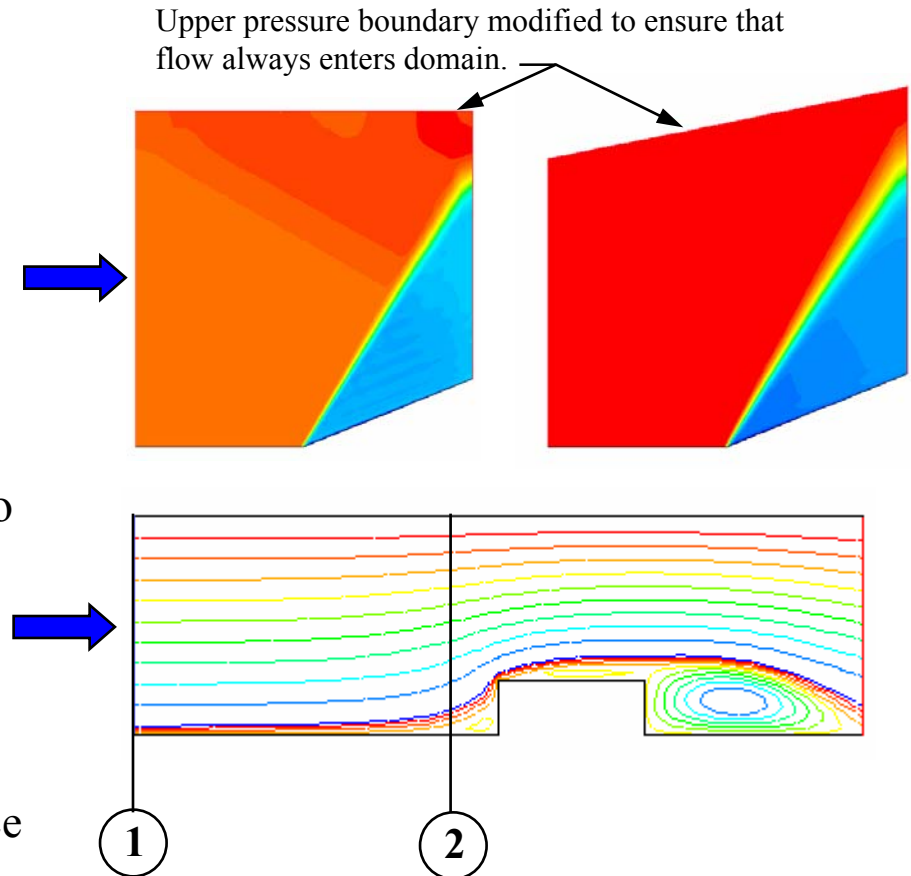 Upper pressure boundary modified to ensure that
flow always enters domain.
1
2